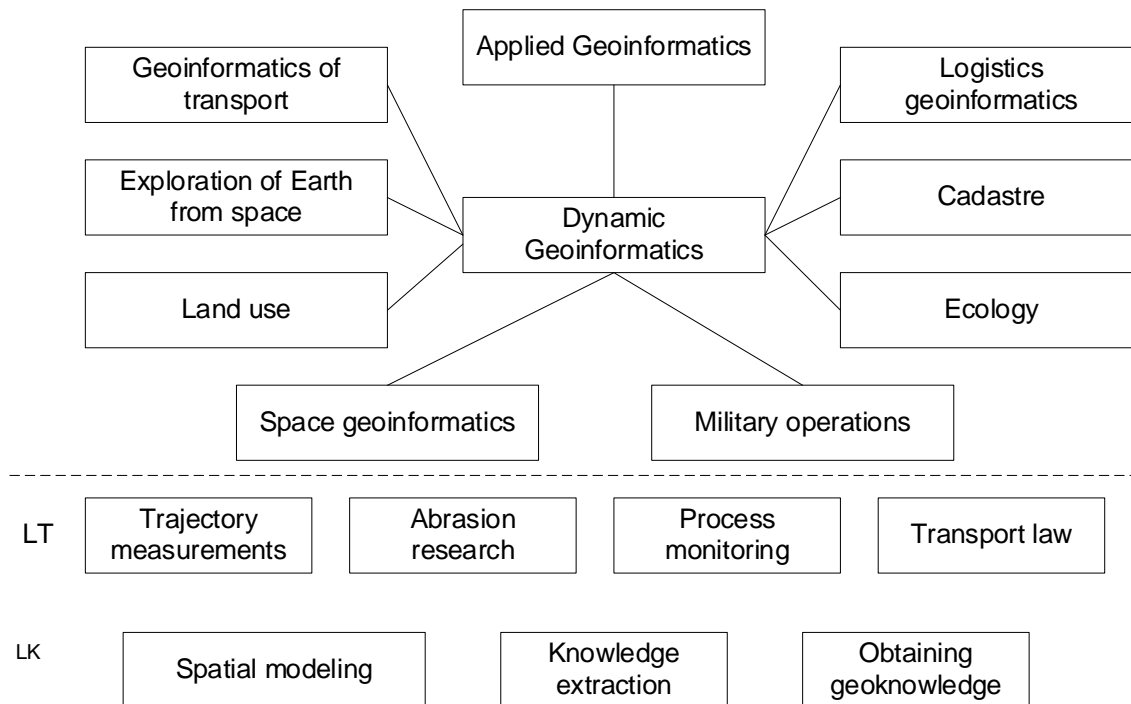 Applied Geoinformatics
Geoinformatics of
transport
Logistics
geoinformatics
Exploration of Earth
from space
Cadastre
Dynamic
Geoinformatics
Land use
Ecology
Space geoinformatics
Military operations
LT
Trajectory
measurements
Abrasion
research
Process
monitoring
Transport law
LK
Spatial modeling
Knowledge
extraction
Obtaining
geoknowledge